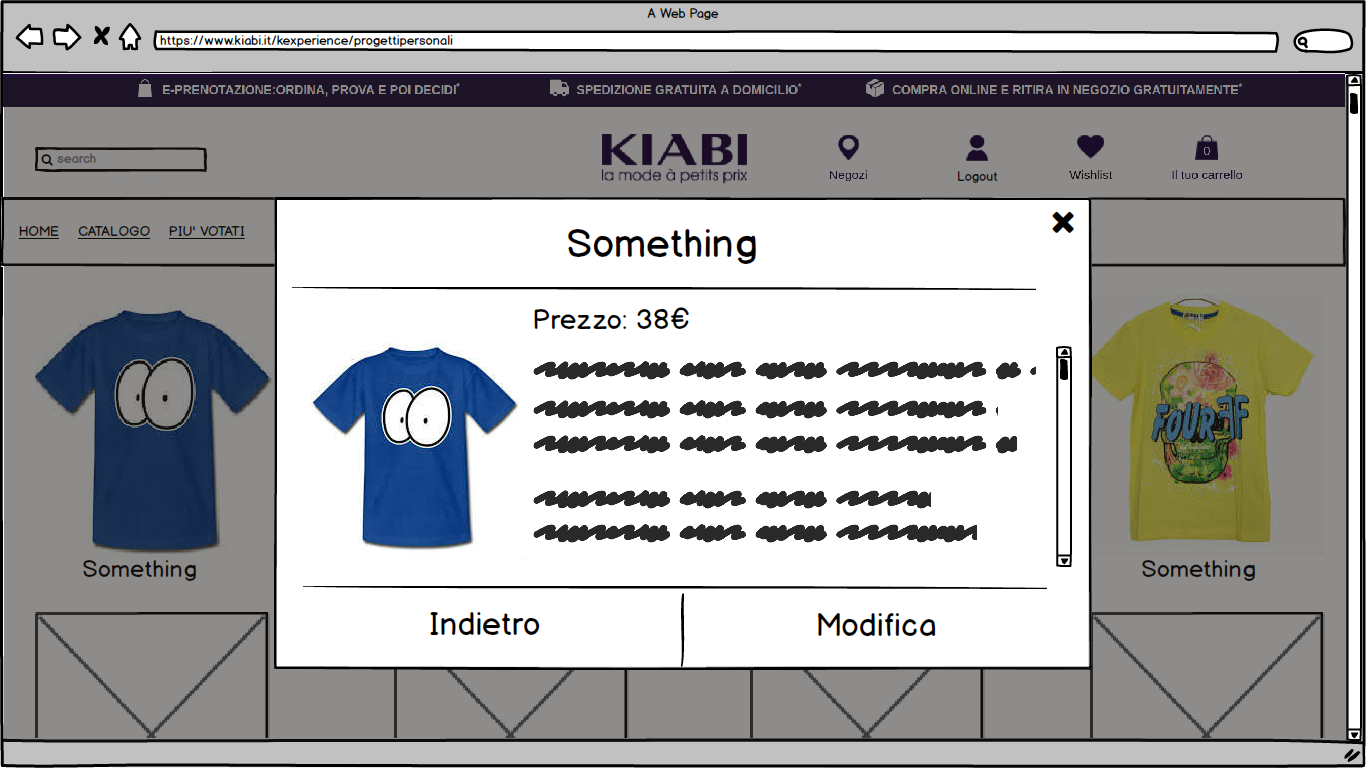 A Web Page
https://www.kiabi.it/kexperience/progettipersonali
E-PRENOTAZIONE:ORDINA, PROVA E POI DECIDI* SPEDIZIONE GRATUITA A DOMICILIO* COMPRA ONLINE E RITIRA IN NEGOZIO GRATUITAMENTE*
search
KIABI
la mode à petits prix
Negozi Logout Wishlist 0 Il tuo carrello
HOME CATALOGO PIU' VOTATI
Something
Prezzo: 38€
FOUR
Something Something
Indietro Modifica